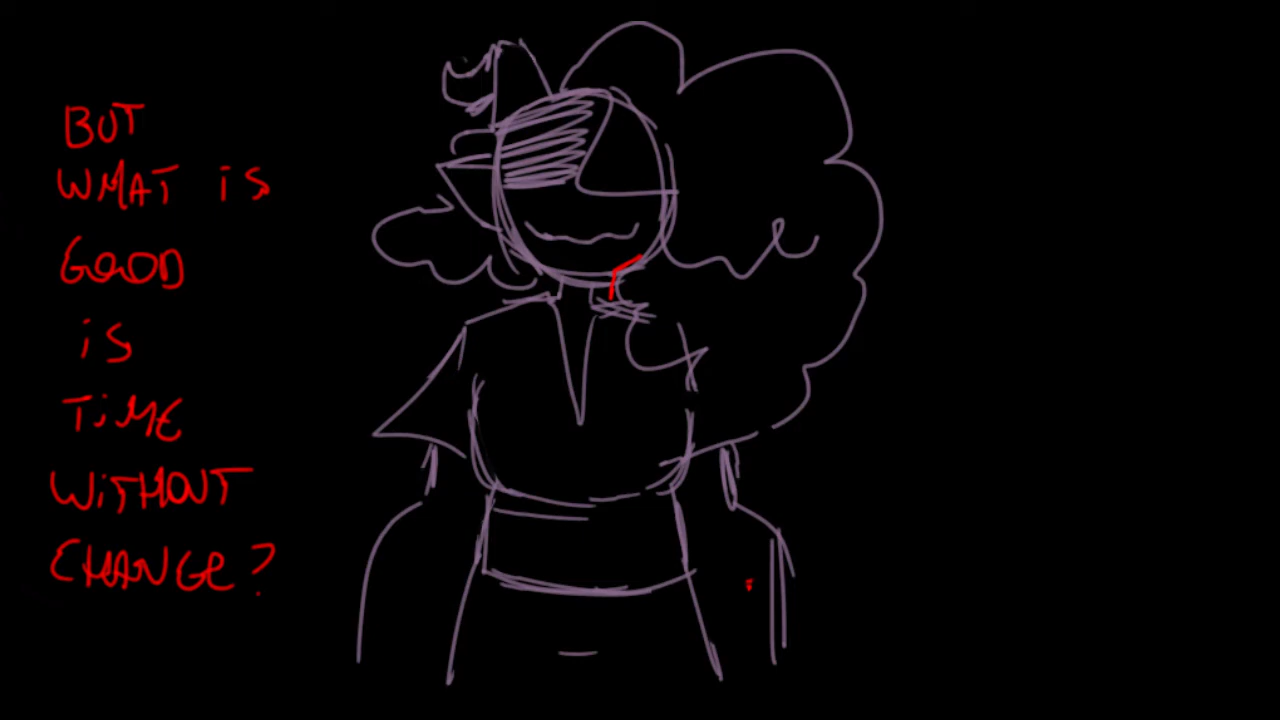 BUT
WHAT iS
GOOD
iS
TiME
WiTHOUT
CHANGE?